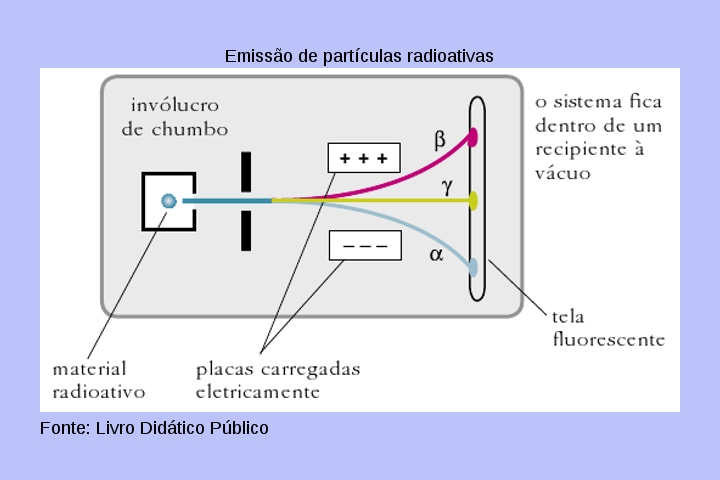 Emissão de partículas radioativas
invólucro
de chumbo
o sistema fica
dentro de um
recipiente à
vácuo
β
+ + +
γ
– – –
α
tela
fluorescente
material
radioativo
placas carregadas
eletricamente
Fonte: Livro Didático Público